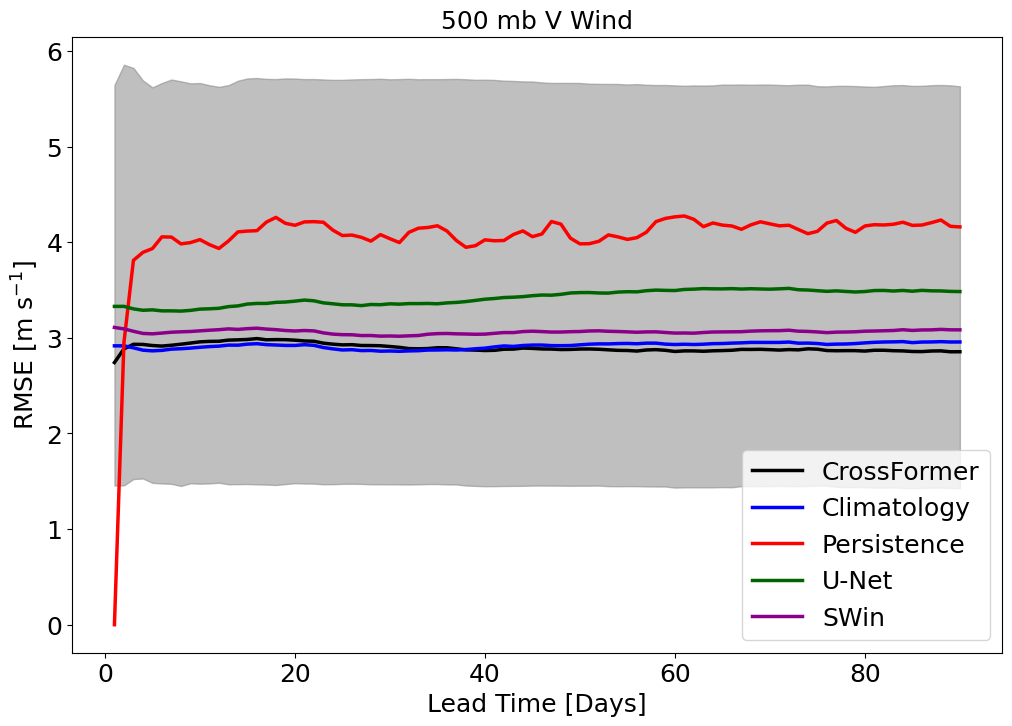 500 mb V Wind
RMSE [m s⁻¹]
6
5
4
3
2
1
0
0 20 40 60 80
Lead Time [Days]
CrossFormer
Climatology
Persistence
U-Net
SWin